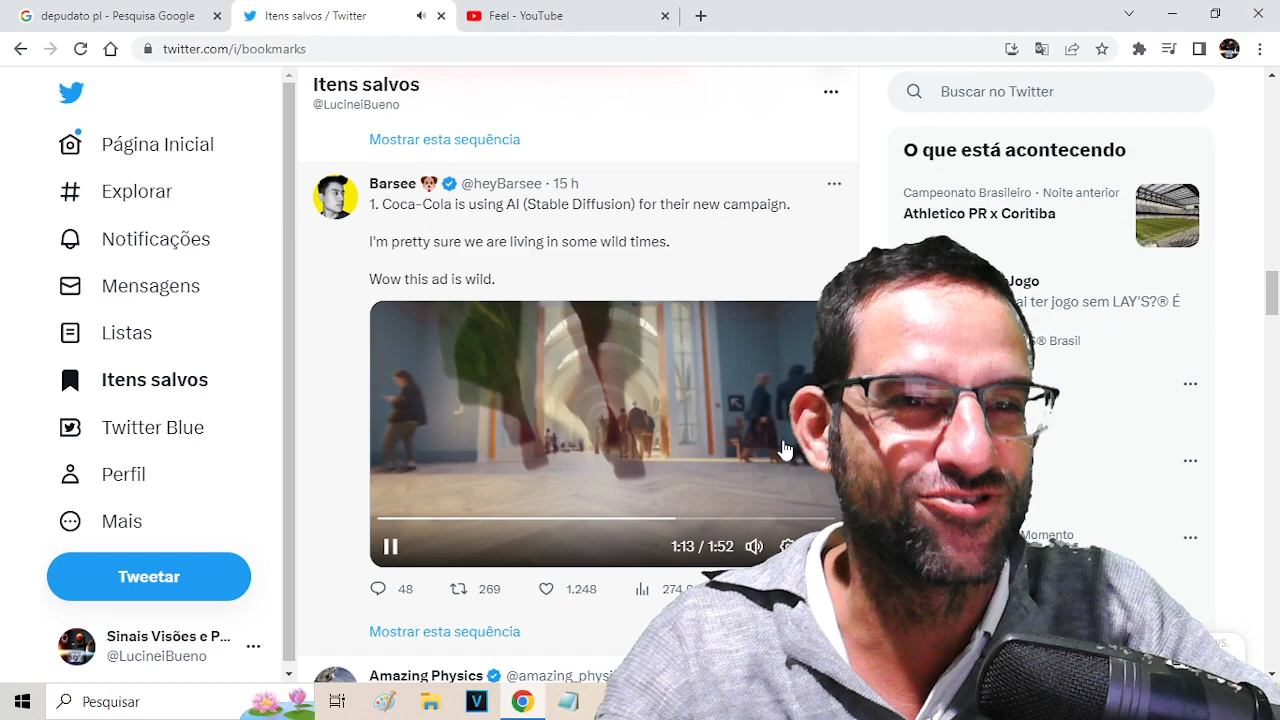 depudato pl - Pesquisa Google
Itens salvos / Twitter
Feel - YouTube
twitter.com/i/bookmarks
Itens salvos
@LucineiBueno
Buscar no Twitter
Mostrar esta sequência
Página Inicial
Explorar
Notificações
Mensagens
Listas
Itens salvos
Twitter Blue
Perfil
Mais
Tweetar
Sinais Visões e P...
@LucineiBueno
Barsee @heyBarsee · 15 h
1. Coca-Cola is using AI (Stable Diffusion) for their new campaign.
I'm pretty sure we are living in some wild times.
Wow this ad is wild.
1:13 / 1:52
48 269 1.248
Mostrar esta sequência
Amazing Physics
O que está acontecendo
Campeonato Brasileiro · Noite anterior
Athletico PR x Coritiba
ter jogo sem LAY'S?® É
Brasil
Momento
Pesquisar
V